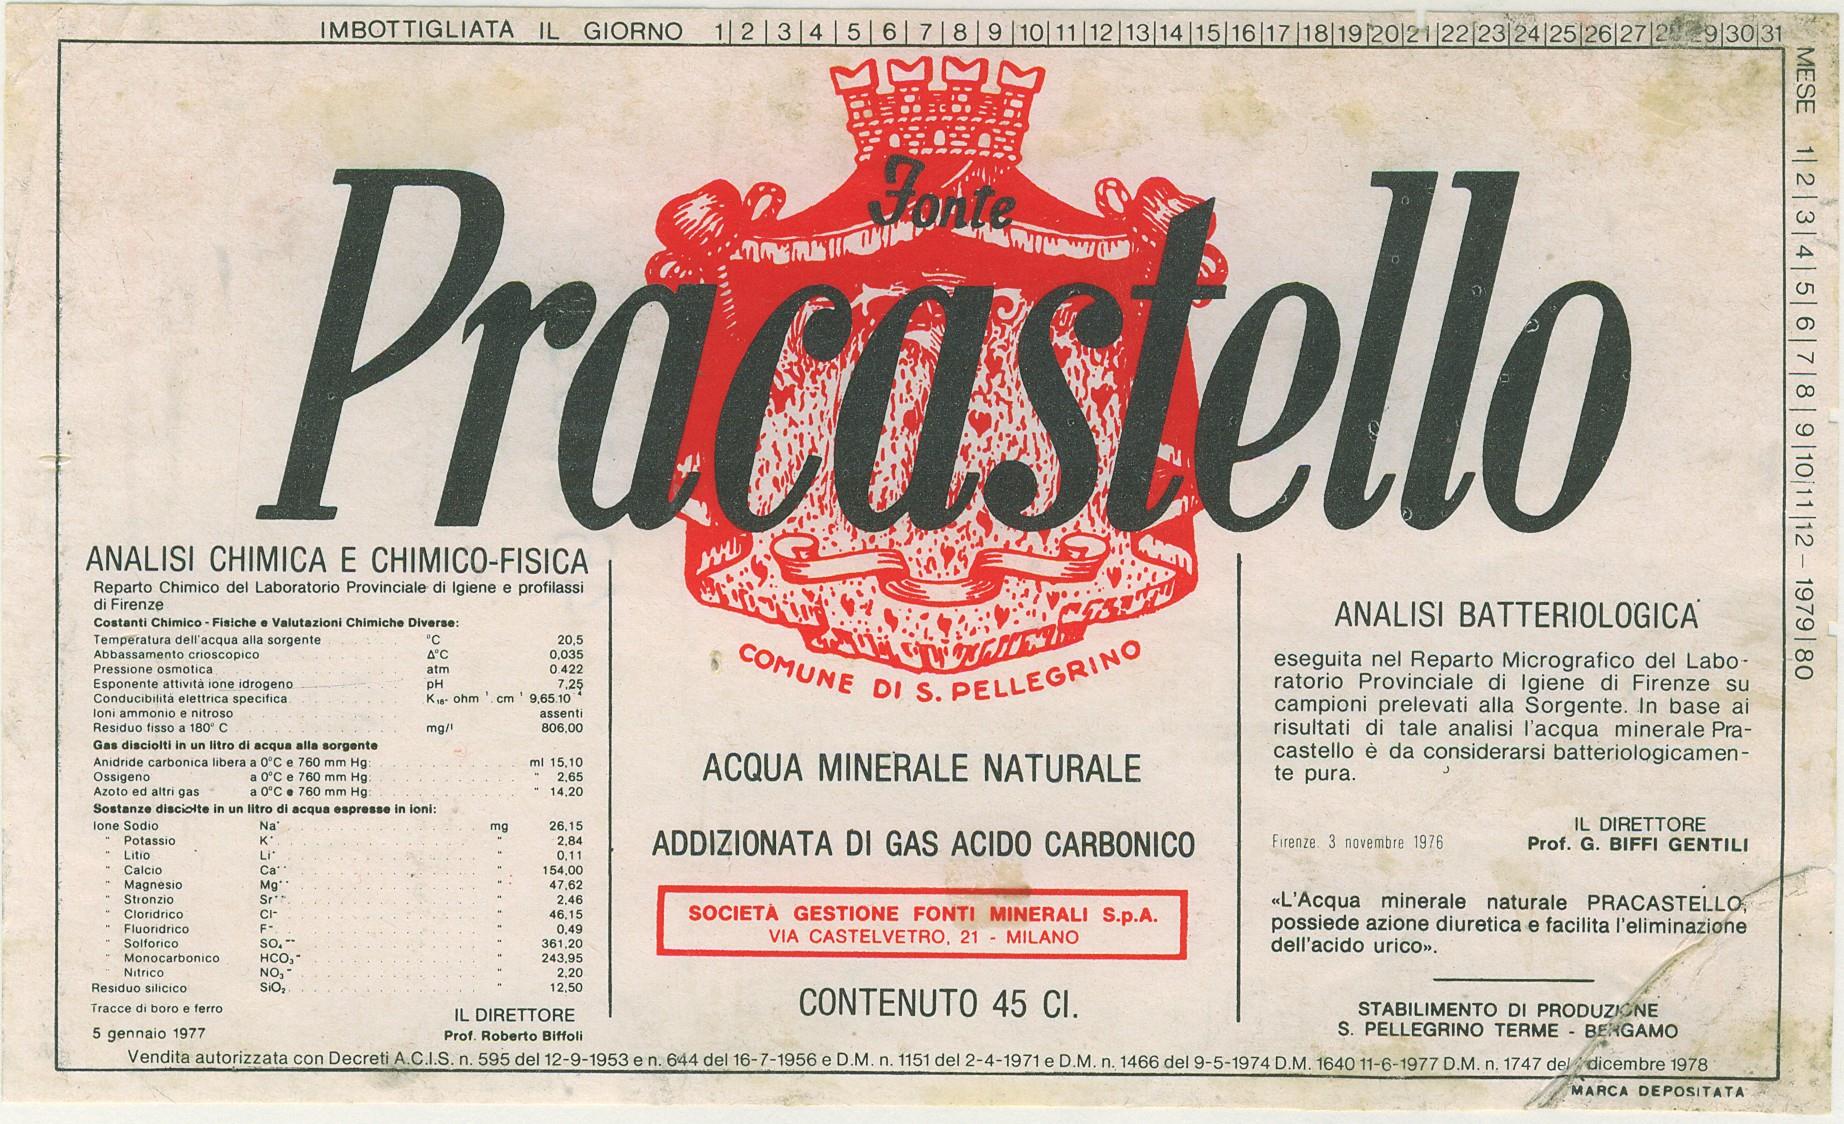 IMBOTTIGLIATA IL GIORNO 1|2|3|4|5|6|7|8|9|10|11|12|13|14|15|16|17|18|19|20|21|22|23|24|25|26|27|28|29|30|31
MESE 1|2|3|4|5|6|7|8|9|10|11|12 – 1979|80
Fonte
Pracastello
COMUNE DI S. PELLEGRINO
ANALISI CHIMICA E CHIMICO-FISICA
Reparto Chimico del Laboratorio Provinciale di Igiene e profilassi
di Firenze
Costanti Chimico - Fisiche e Valutazioni Chimiche Diverse:
Temperatura dell'acqua alla sorgente °C 20,5
Abbassamento crioscopico Δ°C 0,035
Pressione osmotica atm 0.422
Esponente attività ione idrogeno pH 7,25
Conducibilità elettrica specifica K₁₈· ohm⁻¹.cm⁻¹ 9,65.10⁻⁴
Ioni ammonio e nitroso assenti
Residuo fisso a 180° C mg/l 806,00
Gas disciolti in un litro di acqua alla sorgente
Anidride carbonica libera a 0°C e 760 mm Hg: ml 15,10
Ossigeno a 0°C e 760 mm Hg: " 2,65
Azoto ed altri gas a 0°C e 760 mm Hg: " 14,20
Sostanze disciolte in un litro di acqua espresse in ioni:
Ione Sodio Na˙ mg 26,15
" Potassio K˙ " 2,84
" Litio Li˙ " 0,11
" Calcio Ca˙˙ " 154,00
" Magnesio Mg˙˙ " 47,62
" Stronzio Sr˙˙ " 2,46
" Cloridrico Cl⁻ " 46,15
" Fluoridrico F⁻ " 0,49
" Solforico SO₄⁻⁻ " 361,20
" Monocarbonico HCO₃⁻ " 243,95
" Nitrico NO₃⁻ " 2,20
Residuo silicico SiO₂ " 12,50
Tracce di boro e ferro
5 gennaio 1977
IL DIRETTORE
Prof. Roberto Biffoli
ACQUA MINERALE NATURALE
ADDIZIONATA DI GAS ACIDO CARBONICO
SOCIETÀ GESTIONE FONTI MINERALI S.p.A.
VIA CASTELVETRO, 21 - MILANO
CONTENUTO 45 Cl.
ANALISI BATTERIOLOGICA
eseguita nel Reparto Micrografico del Labo-
ratorio Provinciale di Igiene di Firenze su
campioni prelevati alla Sorgente. In base ai
risultati di tale analisi l'acqua minerale Pra-
castello è da considerarsi batteriologicamen-
te pura.
IL DIRETTORE
Firenze. 3 novembre 1976 Prof. G. BIFFI GENTILI
«L'Acqua minerale naturale PRACASTELLO,
possiede azione diuretica e facilita l'eliminazione
dell'acido urico».
STABILIMENTO DI PRODUZIONE
S. PELLEGRINO TERME - BERGAMO
Vendita autorizzata con Decreti A.C.I.S. n. 595 del 12-9-1953 e n. 644 del 16-7-1956 e D.M. n. 1151 del 2-4-1971 e D.M. n. 1466 del 9-5-1974 D.M. 1640 11-6-1977 D.M. n. 1747 del dicembre 1978
MARCA DEPOSITATA